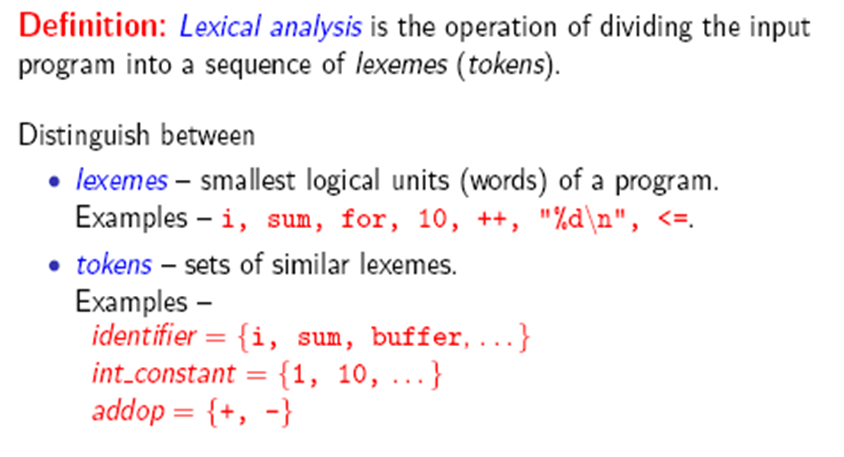 Definition: Lexical analysis is the operation of dividing the input
program into a sequence of lexemes (tokens).
Distinguish between
• lexemes – smallest logical units (words) of a program.
Examples – i, sum, for, 10, ++, "%d\n", <=.
• tokens – sets of similar lexemes.
Examples –
identifier = {i, sum, buffer, ...}
int_constant = {1, 10, ...}
addop = {+, -}